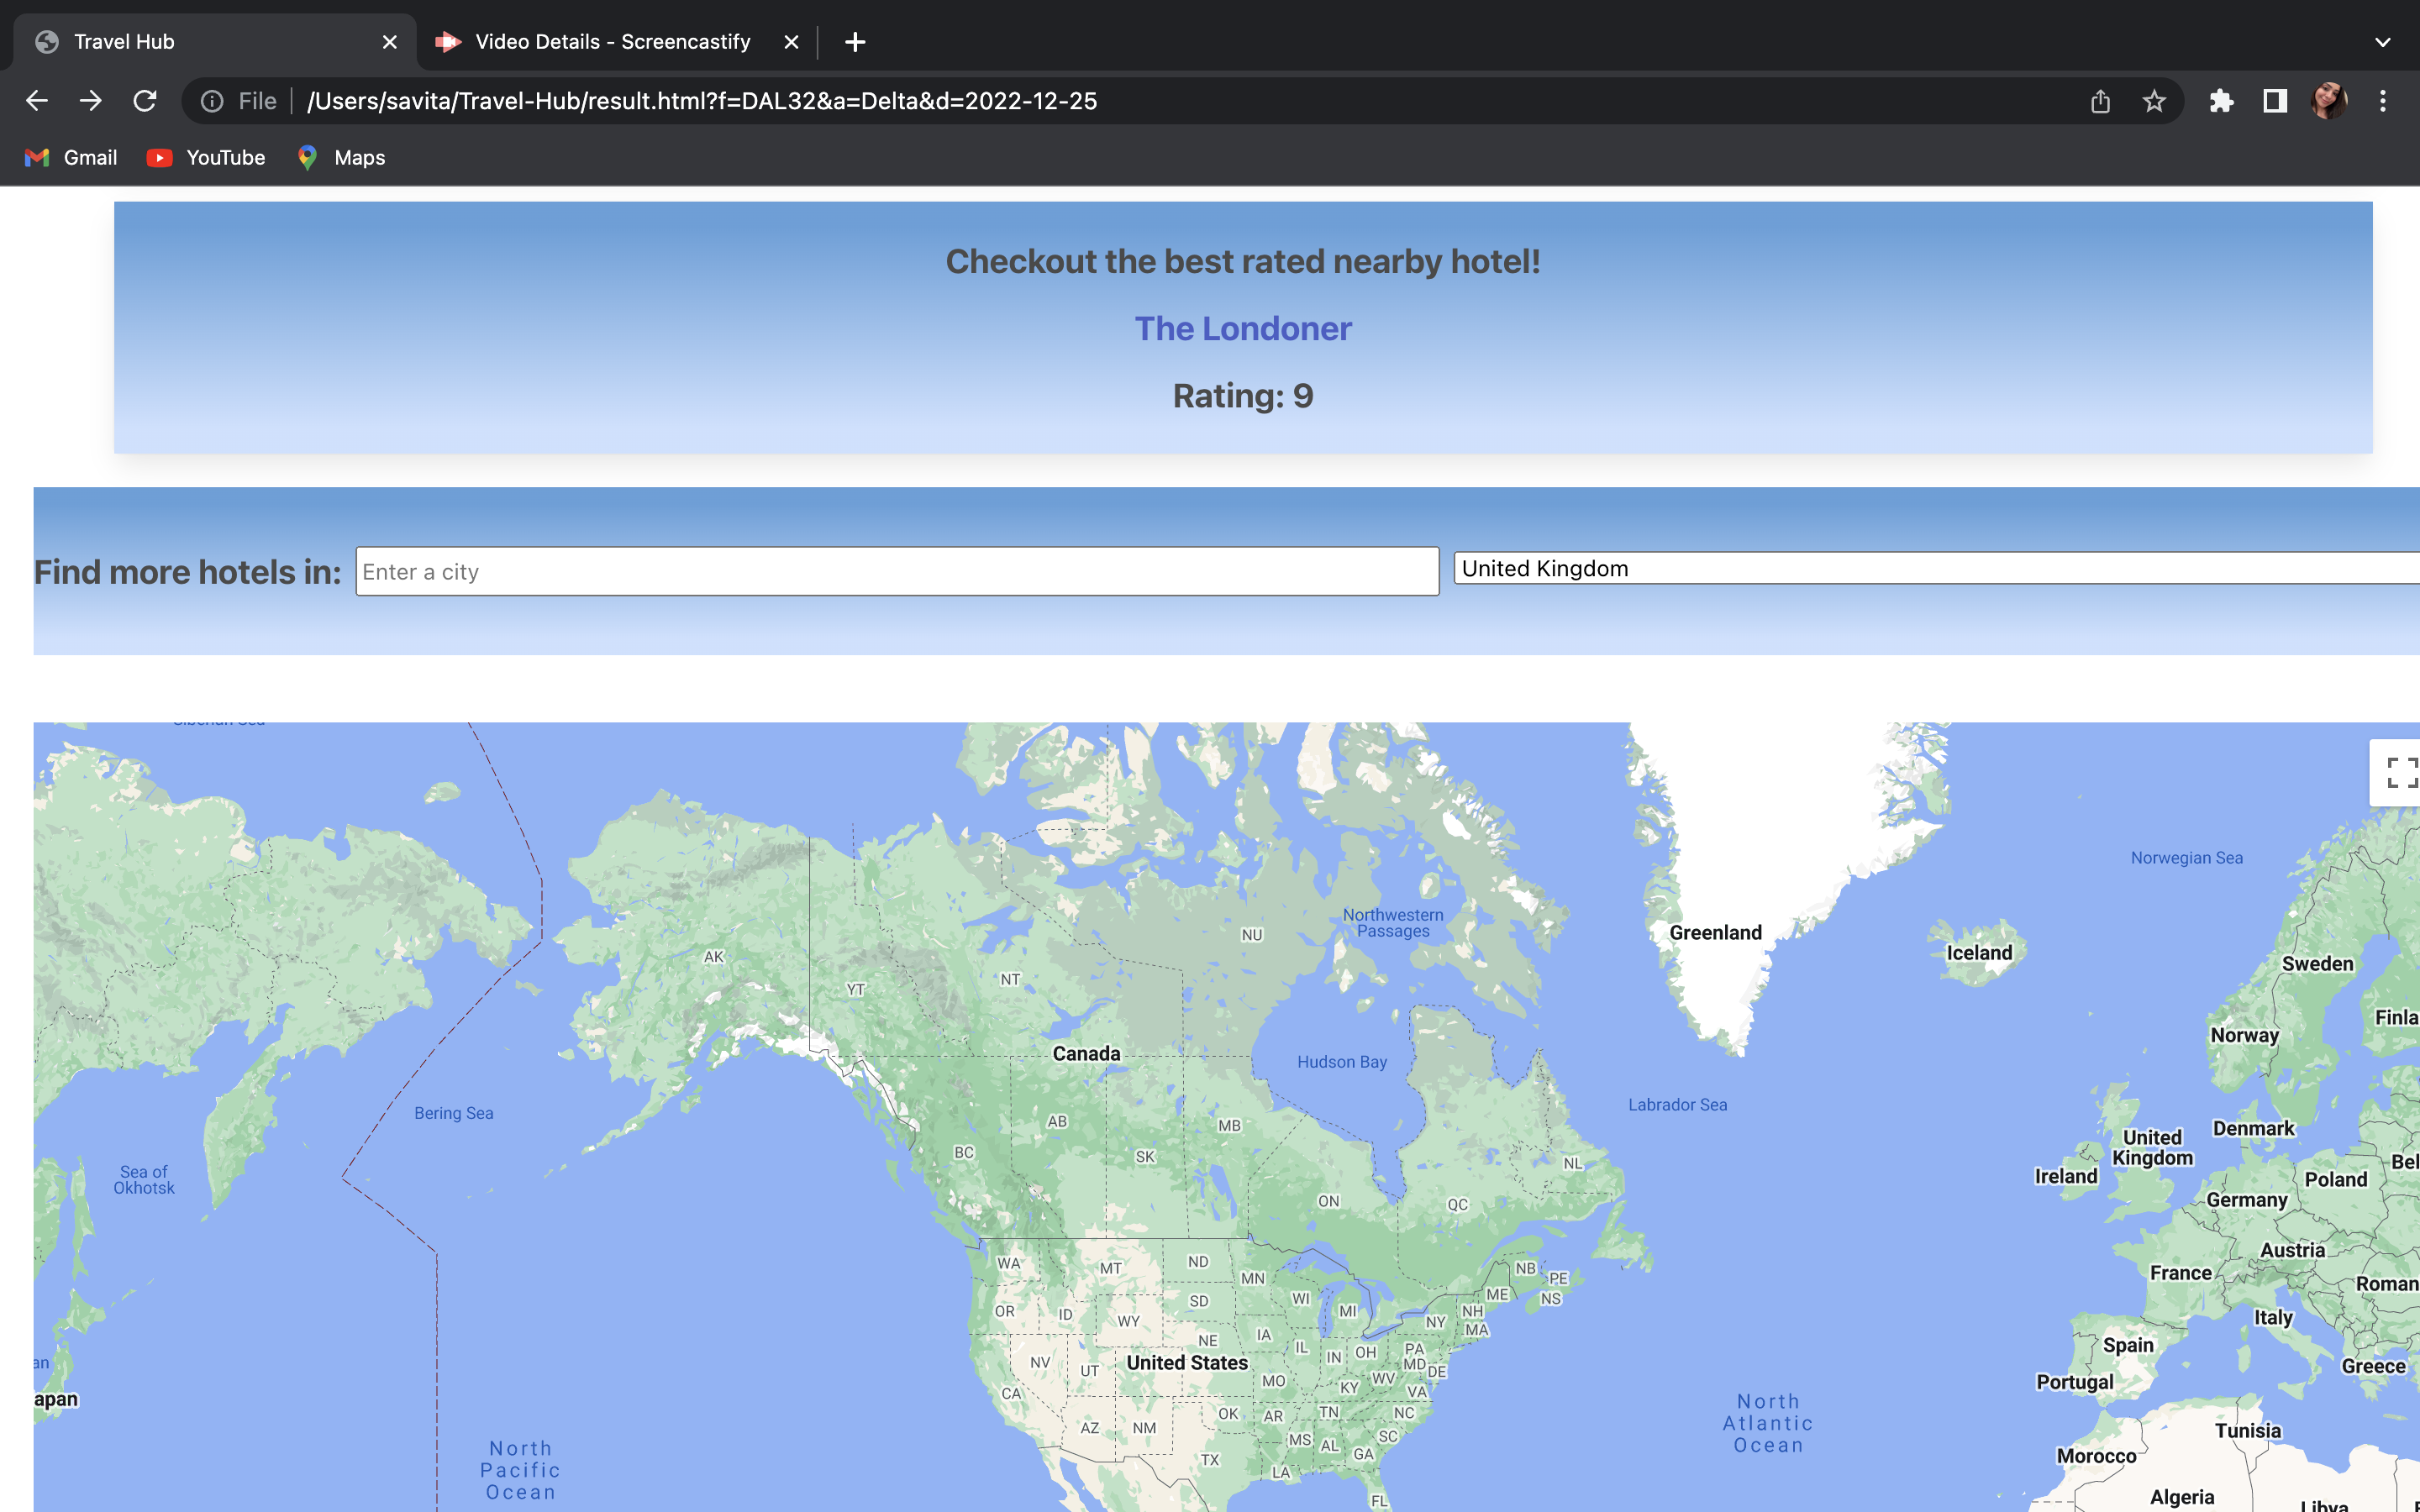 Travel Hub
Video Details - Screencastify
File
/Users/savita/Travel-Hub/result.html?f=DAL32&a=Delta&d=2022-12-25
Gmail
YouTube
Maps
Checkout the best rated nearby hotel!
The Londoner
Rating: 9
Find more hotels in:
Enter a city
United Kingdom
Norwegian Sea
Northwestern
Passages
NU
Greenland
Iceland
Sweden
AK
NT
YT
Finla
Norway
Canada
Hudson Bay
Labrador Sea
Bering Sea
AB
MB
Denmark
United
Kingdom
BC
SK
NL
Bel
Sea of
Okhotsk
Ireland
Poland
ON
QC
Germany
Austria
WA
MT
ND
MN
NB
PE
France
Roman
OR
ID
SD
WI
MI
ME
NS
WY
NH
NY
MA
Italy
NE
IA
IL
IN
OH
PA
MD
DE
Spain
an
NV
UT
United States
Greece
CA
MO
KY
WV
VA
Portugal
apan
AZ
NM
OK
AR
TN
NC
North
Atlantic
Ocean
MS
AL
SC
GA
Tunisia
Morocco
North
Pacific
Ocean
TX
LA
FL
Algeria
Libya